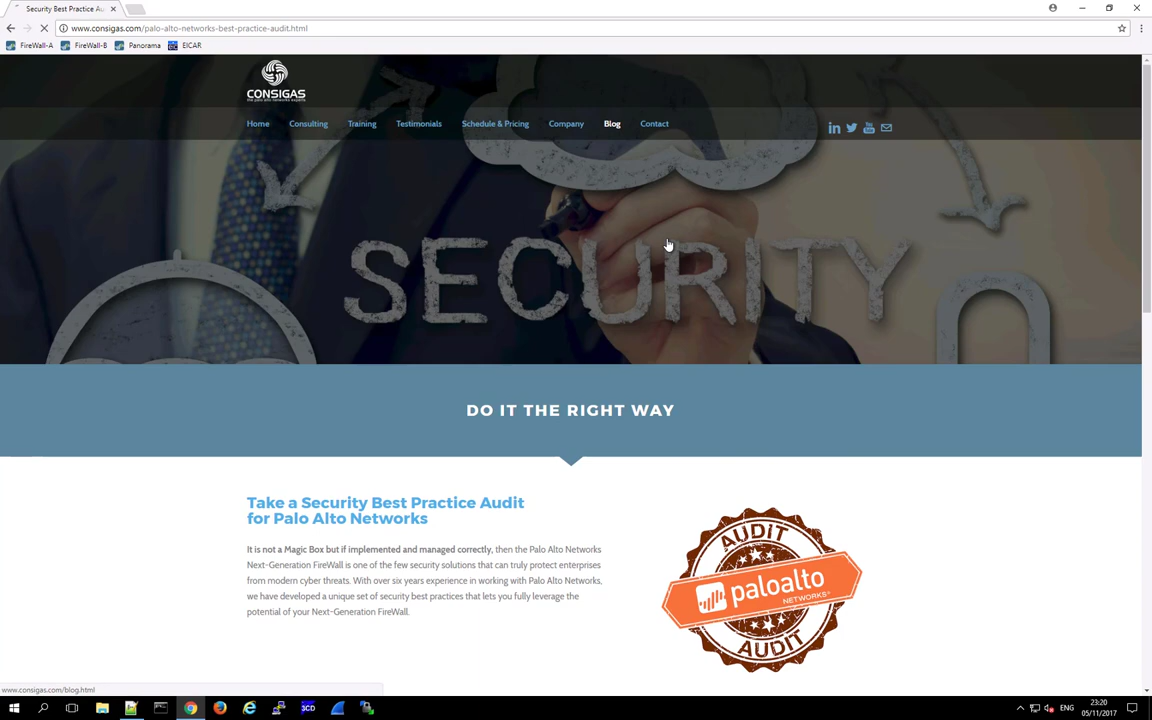 Security Best Practice Au
www.consigas.com/palo-alto-networks-best-practice-audit.html
FireWall-A
FireWall-B
Panorama
EICAR
CONSIGAS
the palo alto networks experts
Home
Consulting
Training
Testimonials
Schedule & Pricing
Company
Blog
Contact
SECURITY
DO IT THE RIGHT WAY
Take a Security Best Practice Audit
for Palo Alto Networks
It is not a Magic Box but if implemented and managed correctly, then the Palo Alto Networks
Next-Generation FireWall is one of the few security solutions that can truly protect enterprises
from modern cyber threats. With over six years experience in working with Palo Alto Networks,
we have developed a unique set of security best practices that lets you fully leverage the
potential of your Next-Generation FireWall.
AUDIT
paloalto
NETWORKS®
AUDIT
www.consigas.com/blog.html
3CD
ENG
23:20
05/11/2017